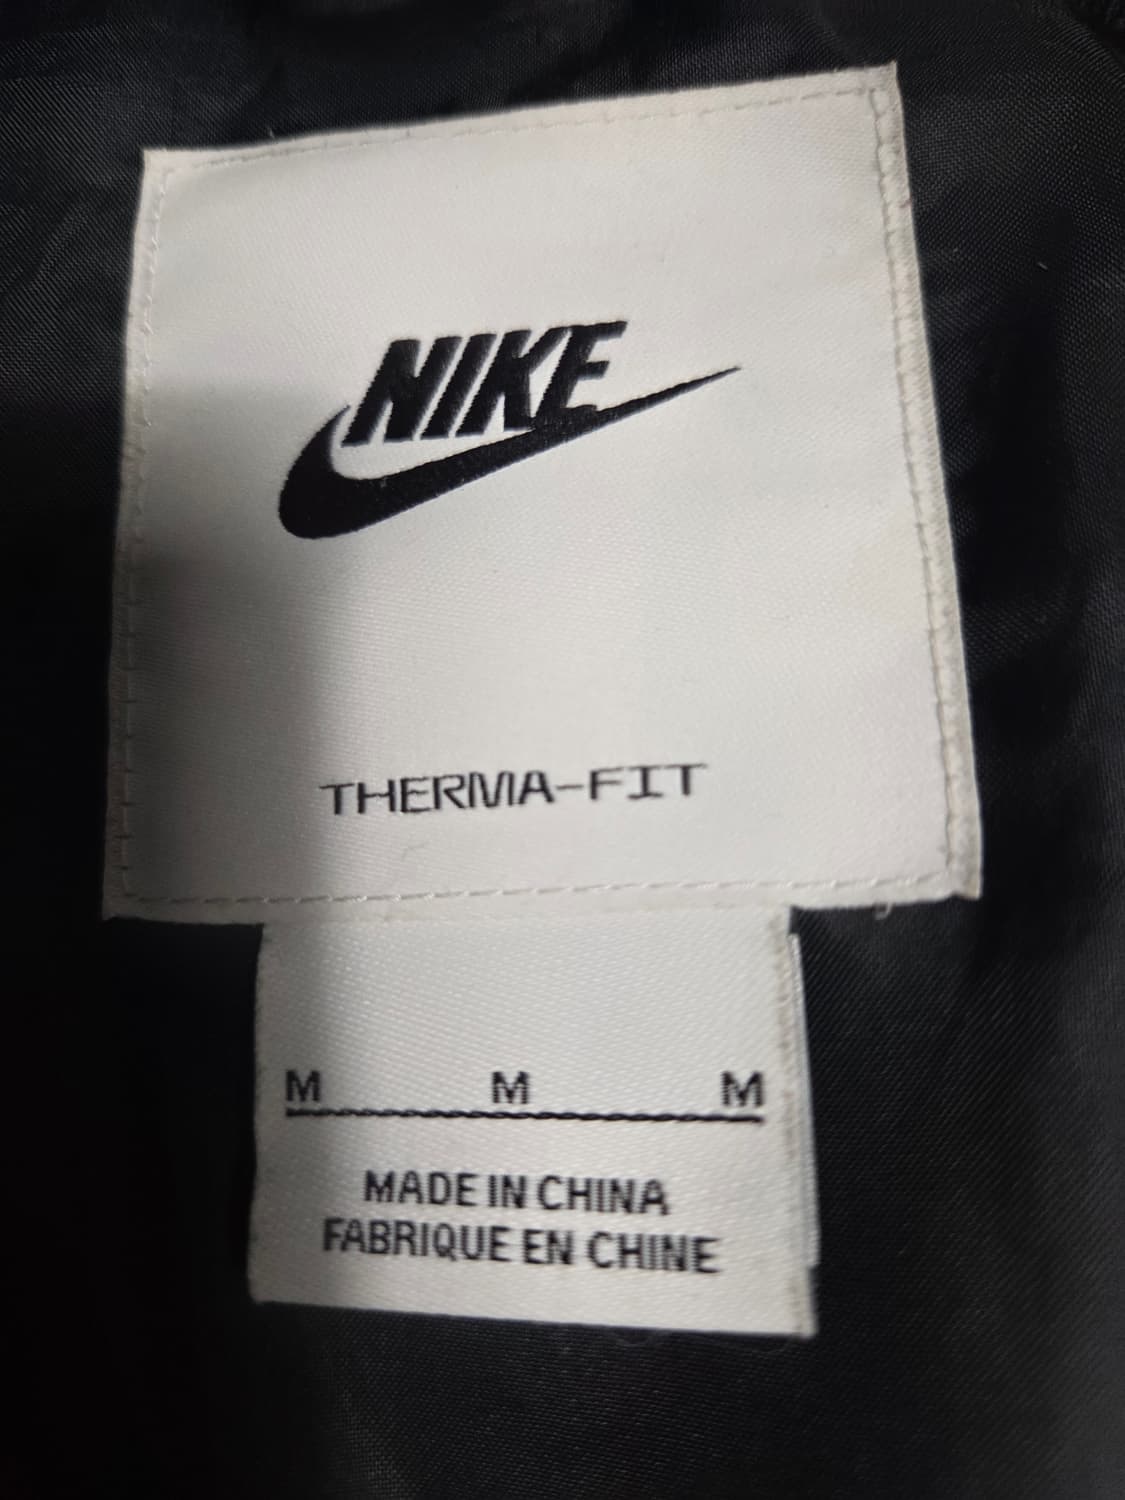 NIKE
THERMA-FIT
M M M
MADE IN CHINA
FABRIQUE EN CHINE